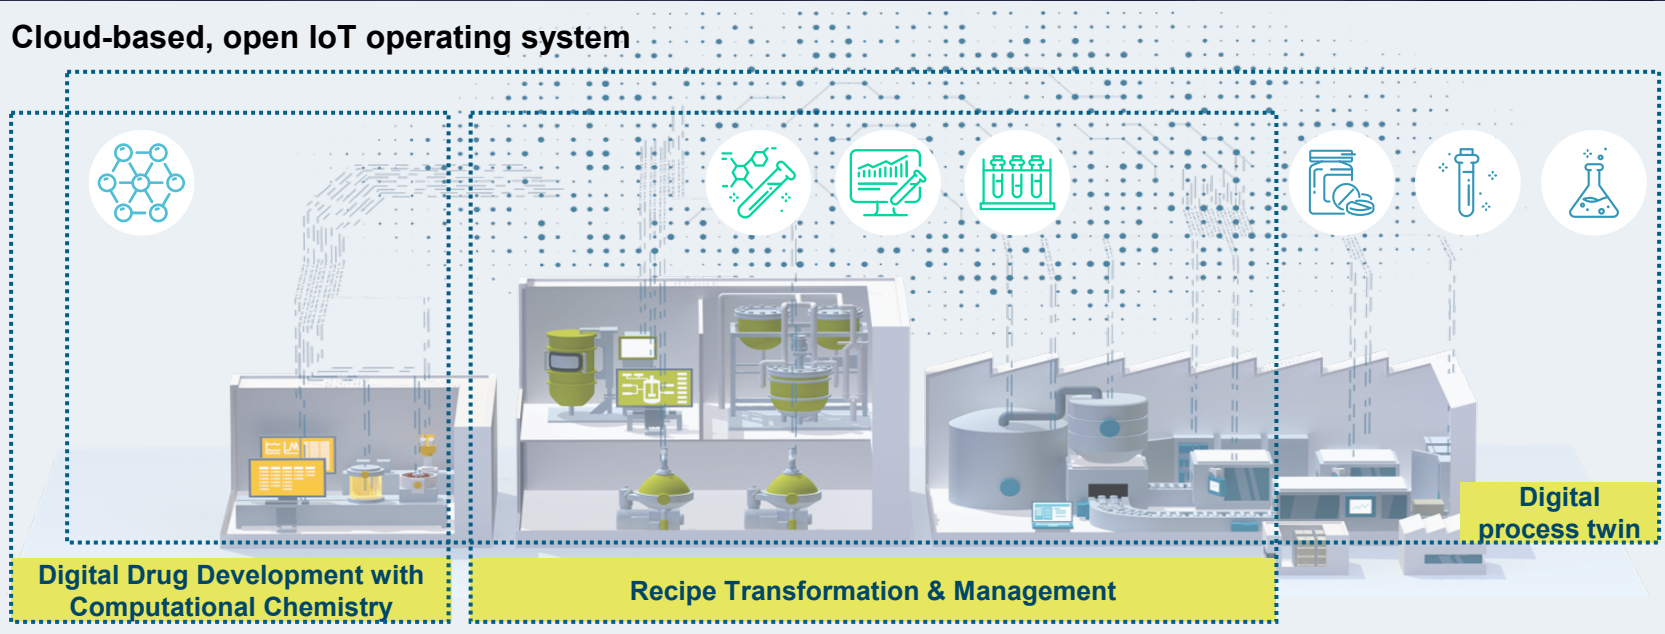 Cloud-based, open IoT operating system
Digital
process twin
Digital Drug Development with
Computational Chemistry
Recipe Transformation & Management